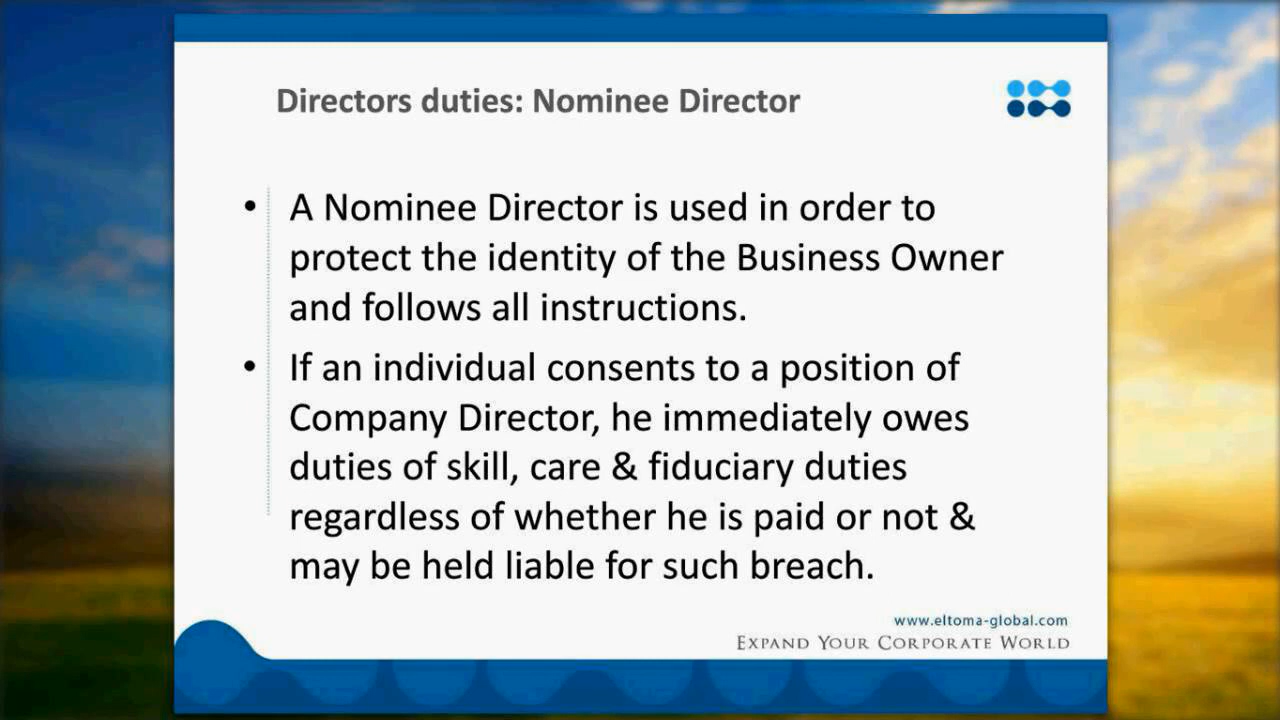 Directors duties: Nominee Director
• A Nominee Director is used in order to
protect the identity of the Business Owner
and follows all instructions.
• If an individual consents to a position of
Company Director, he immediately owes
duties of skill, care & fiduciary duties
regardless of whether he is paid or not &
may be held liable for such breach.
www.eltoma-global.com
Expand Your Corporate World